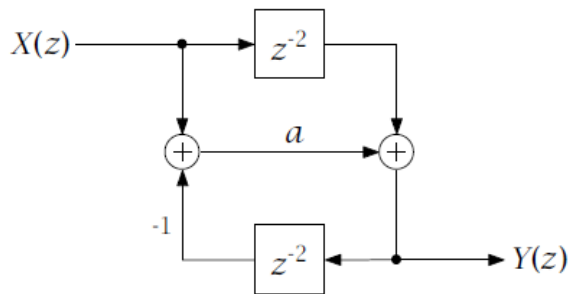 X(z)
z⁻²
+
a
+
-1
z⁻²
Y(z)